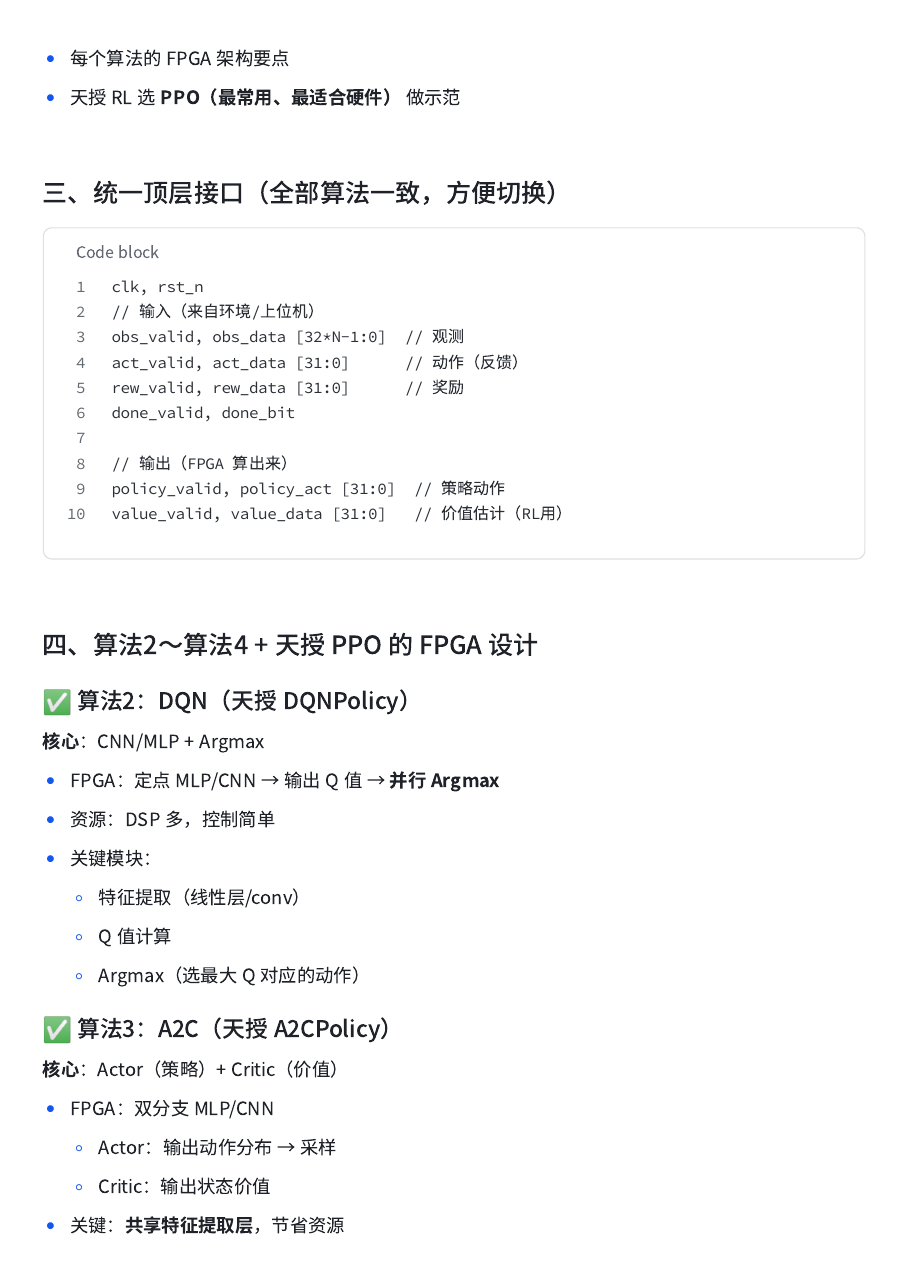 每个算法的 FPGA 架构要点
天授 RL 选 PPO（最常用、最适合硬件） 做示范
三、统一顶层接口（全部算法一致，方便切换）
Code block
1 clk, rst_n
2 // 输入（来自环境/上位机）
3 obs_valid, obs_data [32*N-1:0]  // 观测
4 act_valid, act_data [31:0]      // 动作（反馈）
5 rew_valid, rew_data [31:0]      // 奖励
6 done_valid, done_bit
7
8 // 输出（FPGA 算出来）
9 policy_valid, policy_act [31:0]  // 策略动作
10 value_valid, value_data [31:0]   // 价值估计（RL用）
四、算法2～算法4 + 天授 PPO 的 FPGA 设计
✅ 算法2：DQN（天授 DQNPolicy）
核心：CNN/MLP + Argmax
FPGA：定点 MLP/CNN → 输出 Q 值 → 并行 Argmax
资源：DSP 多，控制简单
关键模块：
特征提取（线性层/conv）
Q 值计算
Argmax（选最大 Q 对应的动作）
✅ 算法3：A2C（天授 A2CPolicy）
核心：Actor（策略）+ Critic（价值）
FPGA：双分支 MLP/CNN
Actor：输出动作分布 → 采样
Critic：输出状态价值
关键：共享特征提取层，节省资源